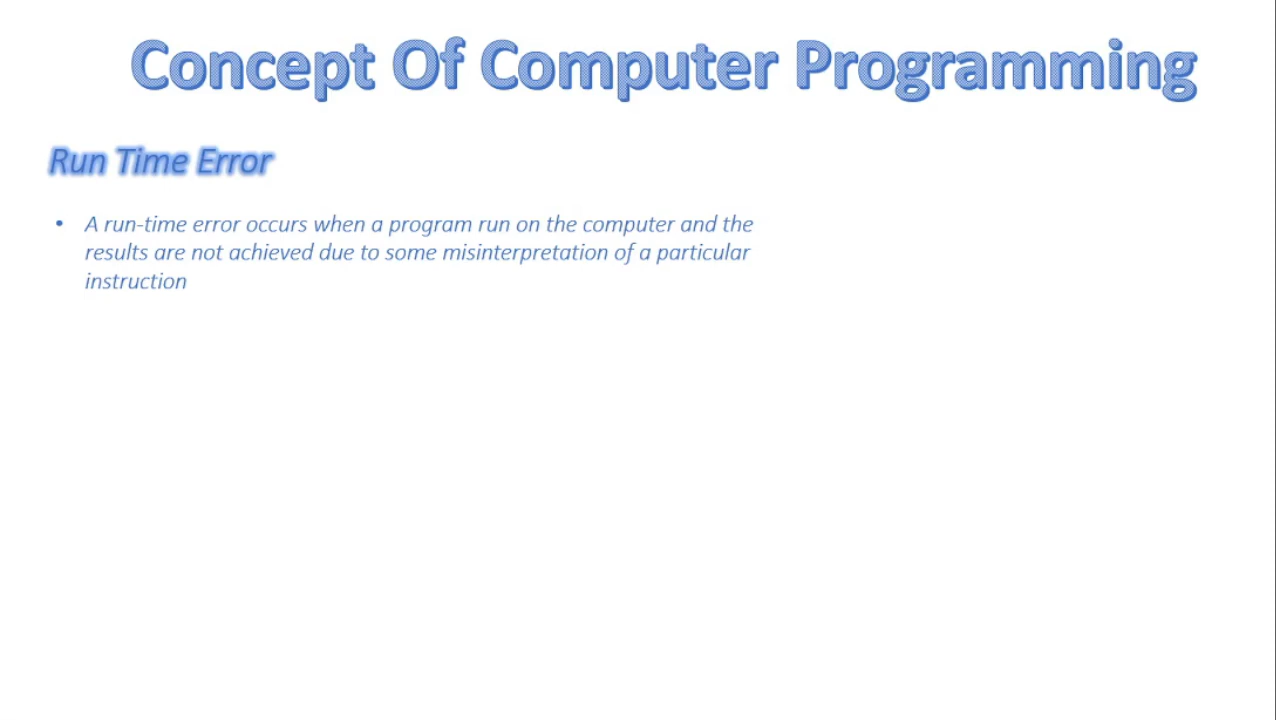 Concept Of Computer Programming
Run Time Error
• A run-time error occurs when a program run on the computer and the
results are not achieved due to some misinterpretation of a particular
instruction